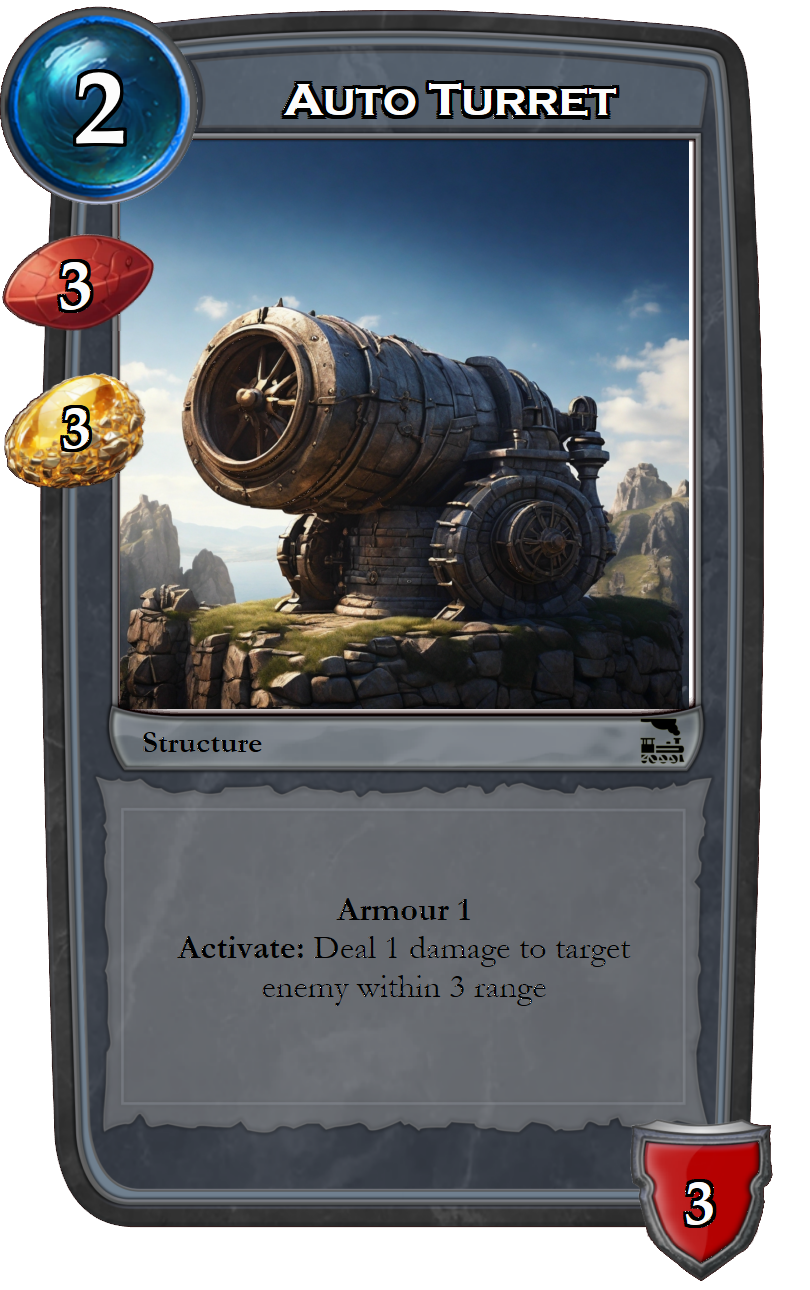 2
Auto Turret
3
3
Structure
Armour 1
Activate: Deal 1 damage to target
enemy within 3 range
3